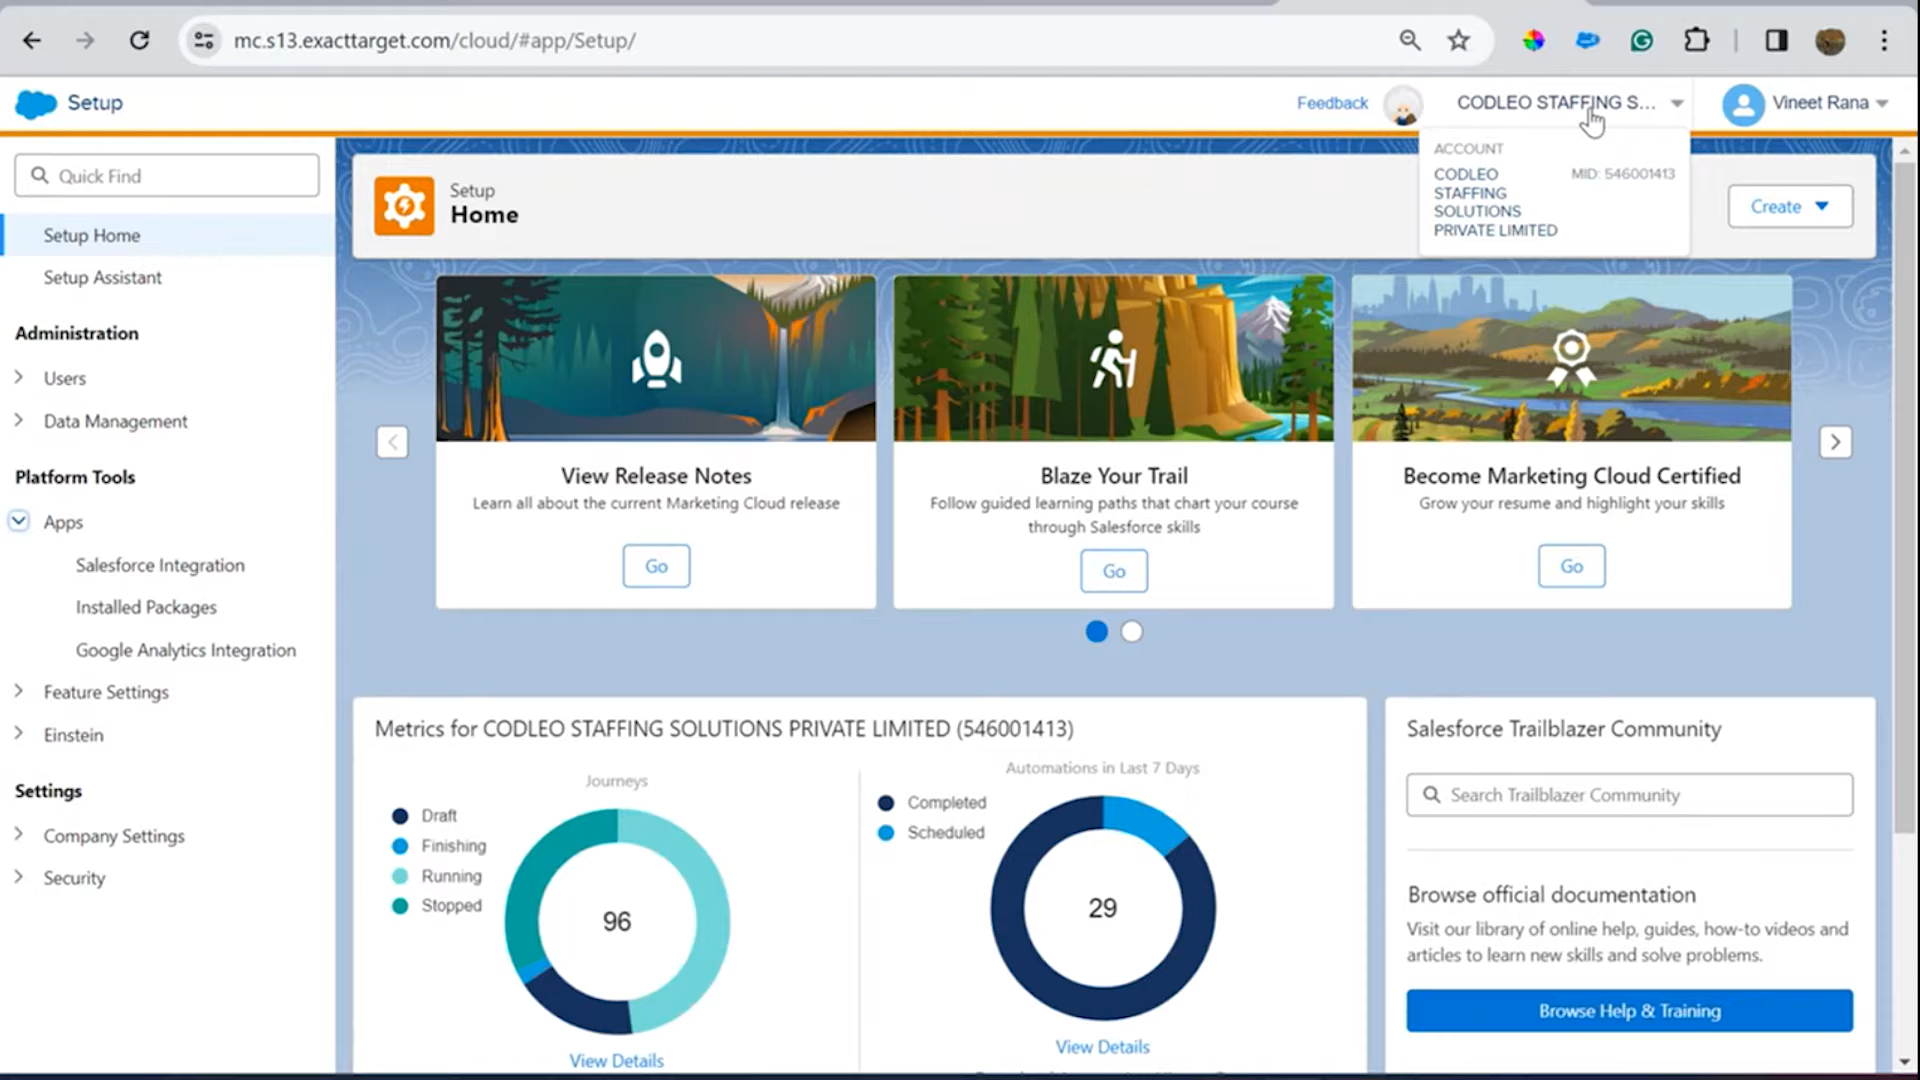 mc.s13.exacttarget.com/cloud/#app/Setup/
Setup
Feedback
CODLEO STAFFING S...
Vineet Rana
ACCOUNT
CODLEO STAFFING SOLUTIONS PRIVATE LIMITED
MID: 546001413
Quick Find
Setup Home
Setup Assistant
Administration
Users
Data Management
Platform Tools
Apps
Salesforce Integration
Installed Packages
Google Analytics Integration
Feature Settings
Einstein
Settings
Company Settings
Security
Setup
Home
Create
View Release Notes
Learn all about the current Marketing Cloud release
Go
Blaze Your Trail
Follow guided learning paths that chart your course
through Salesforce skills
Go
Become Marketing Cloud Certified
Grow your resume and highlight your skills
Go
Metrics for CODLEO STAFFING SOLUTIONS PRIVATE LIMITED (546001413)
Journeys
Draft
Finishing
Running
Stopped
96
View Details
Automations in Last 7 Days
Completed
Scheduled
29
View Details
Salesforce Trailblazer Community
Search Trailblazer Community
Browse official documentation
Visit our library of online help, guides, how-to videos and
articles to learn new skills and solve problems.
Browse Help & Training